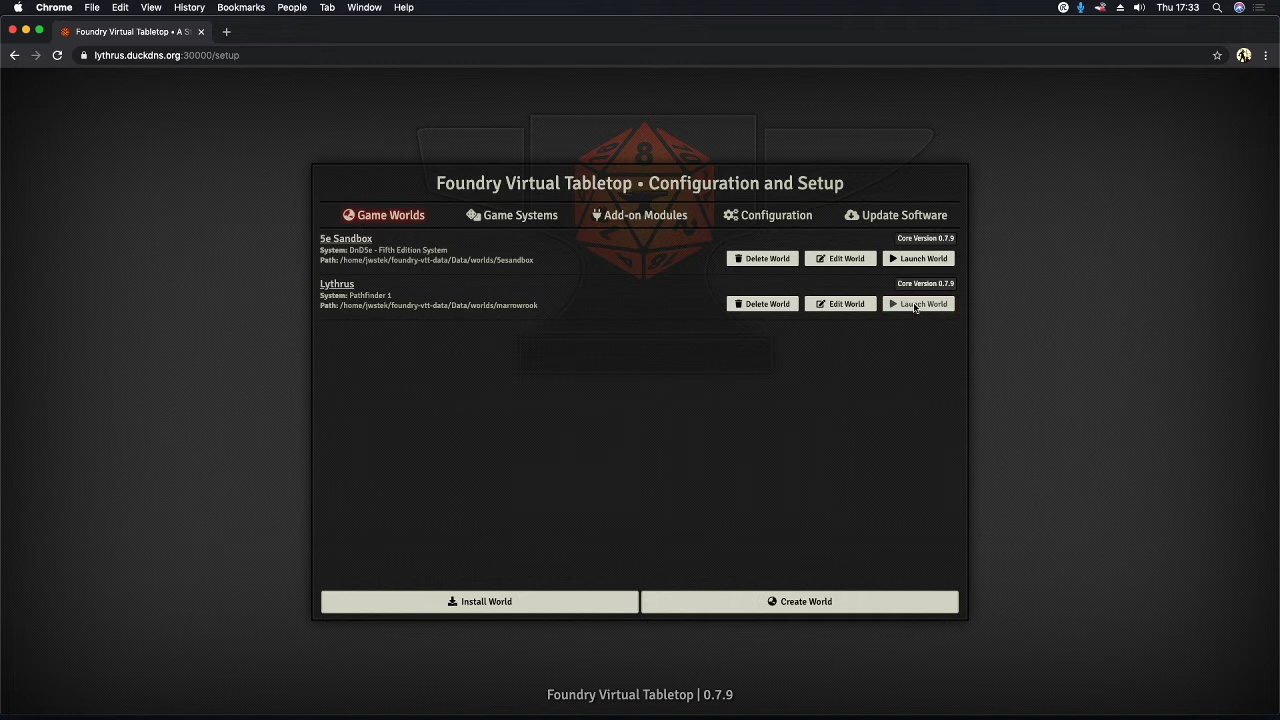 Chrome File Edit View History Bookmarks People Tab Window Help Thu 17:33
Foundry Virtual Tabletop • A St
lythrus.duckdns.org:30000/setup
8
Foundry Virtual Tabletop • Configuration and Setup
Game Worlds Game Systems Add-on Modules Configuration Update Software
5e Sandbox Core Version 0.7.9
System: DnD5e - Fifth Edition System
Path: /home/jwstek/foundry-vtt-data/Data/worlds/5esandbox
Delete World Edit World Launch World
Lythrus Core Version 0.7.9
System: Pathfinder 1
Path: /home/jwstek/foundry-vtt-data/Data/worlds/marrowrook
Delete World Edit World Launch World
Install World Create World
Foundry Virtual Tabletop | 0.7.9